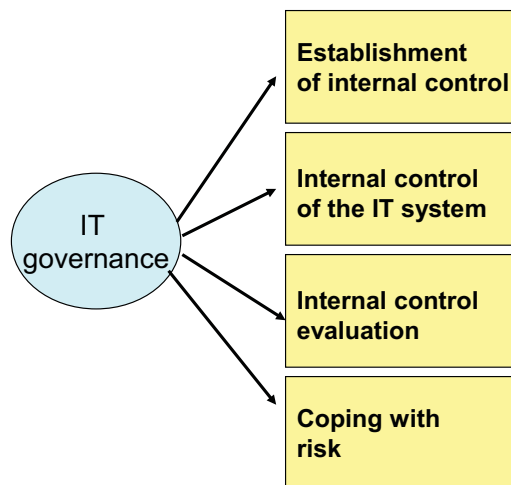 Establishment
of internal control
Internal control
of the IT system
IT
governance
Internal control
evaluation
Coping with
risk